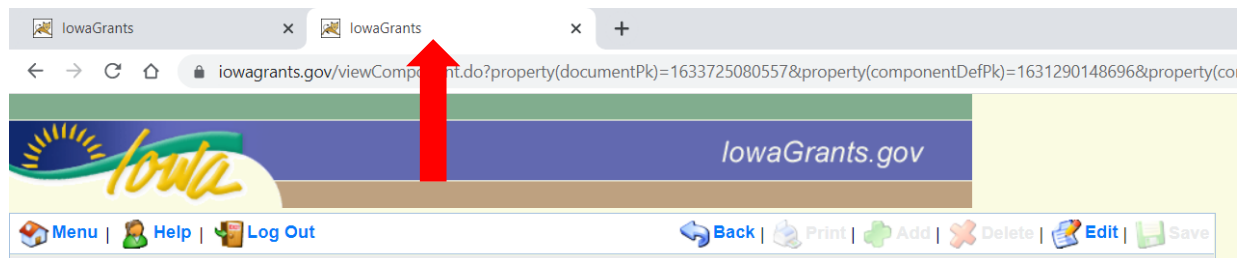 IowaGrants × IowaGrants × +
iowagrants.gov/viewComponent.do?property(documentPk)=1633725080557&property(componentDefPk)=1631290148696&property(co
Iowa
IowaGrants.gov
Menu | Help | Log Out Back | Print | Add | Delete | Edit | Save